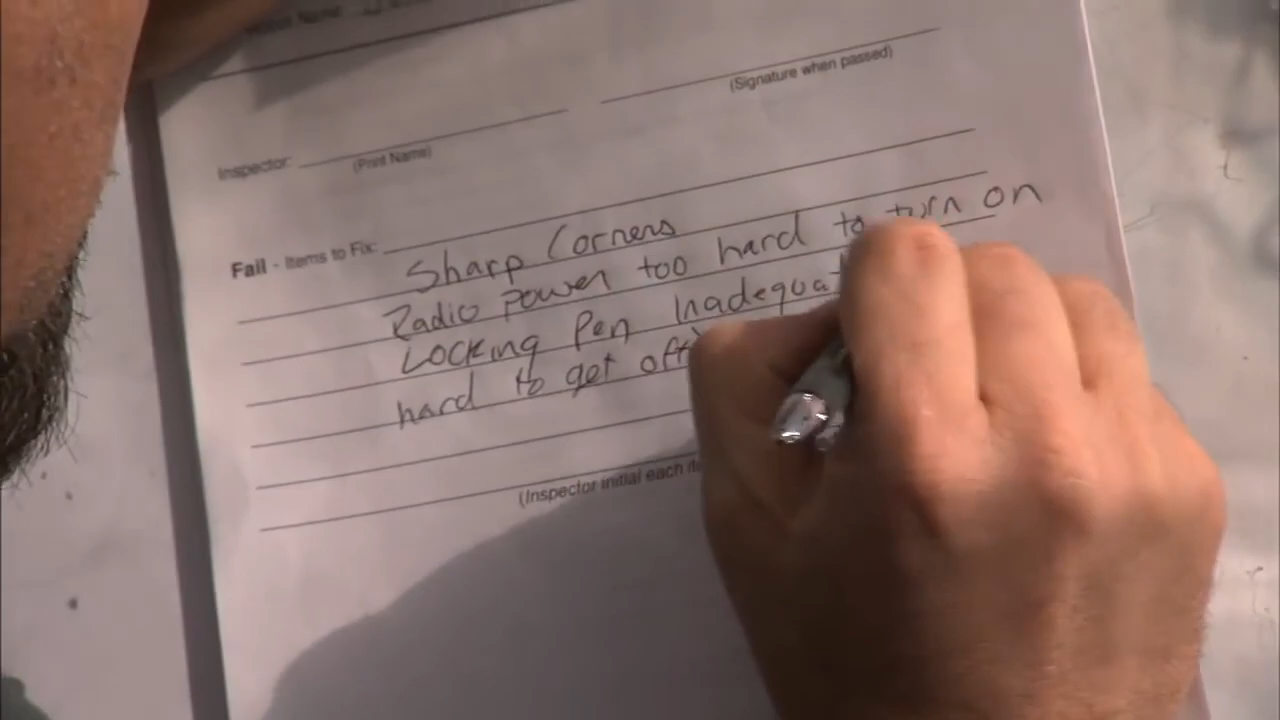 (Signature when passed)
Inspector:
(Print Name)
Fail - Items to Fix:
Sharp Corners
Radio power too hard to turn on
Locking Pen
hard to get
(Inspector initial each